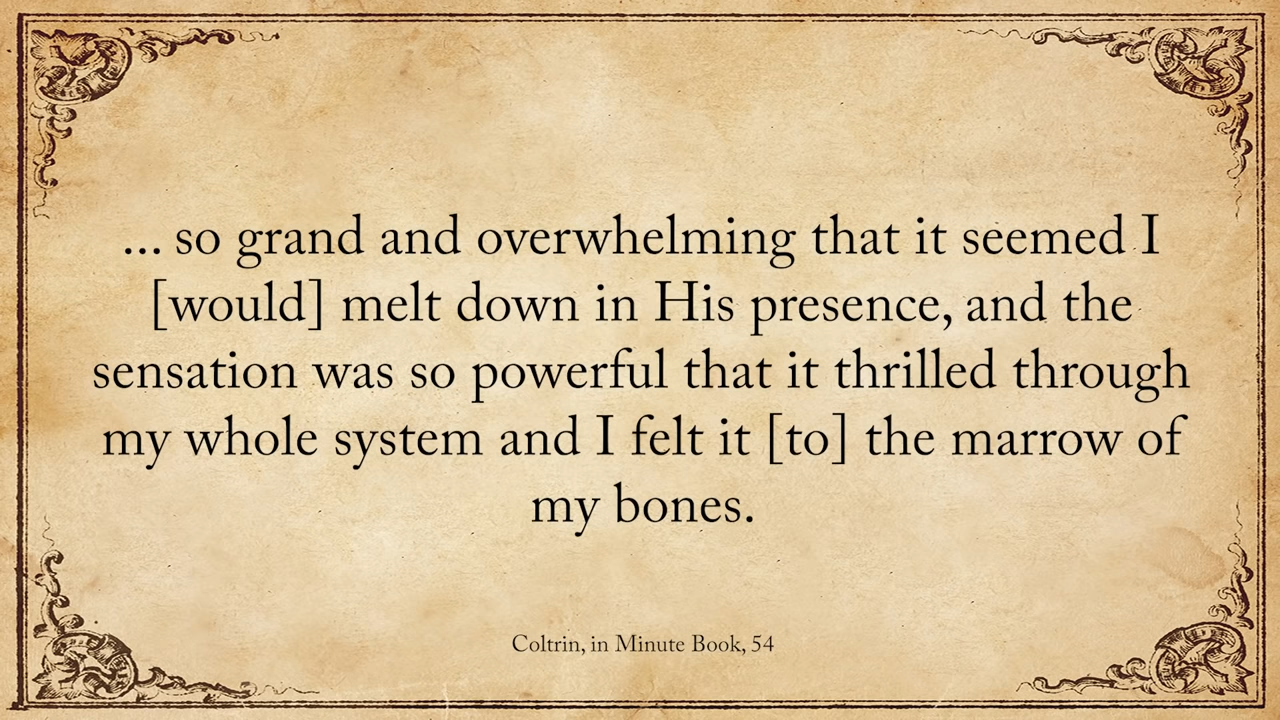 ... so grand and overwhelming that it seemed I
[would] melt down in His presence, and the
sensation was so powerful that it thrilled through
my whole system and I felt it [to] the marrow of
my bones.
Coltrin, in Minute Book, 54